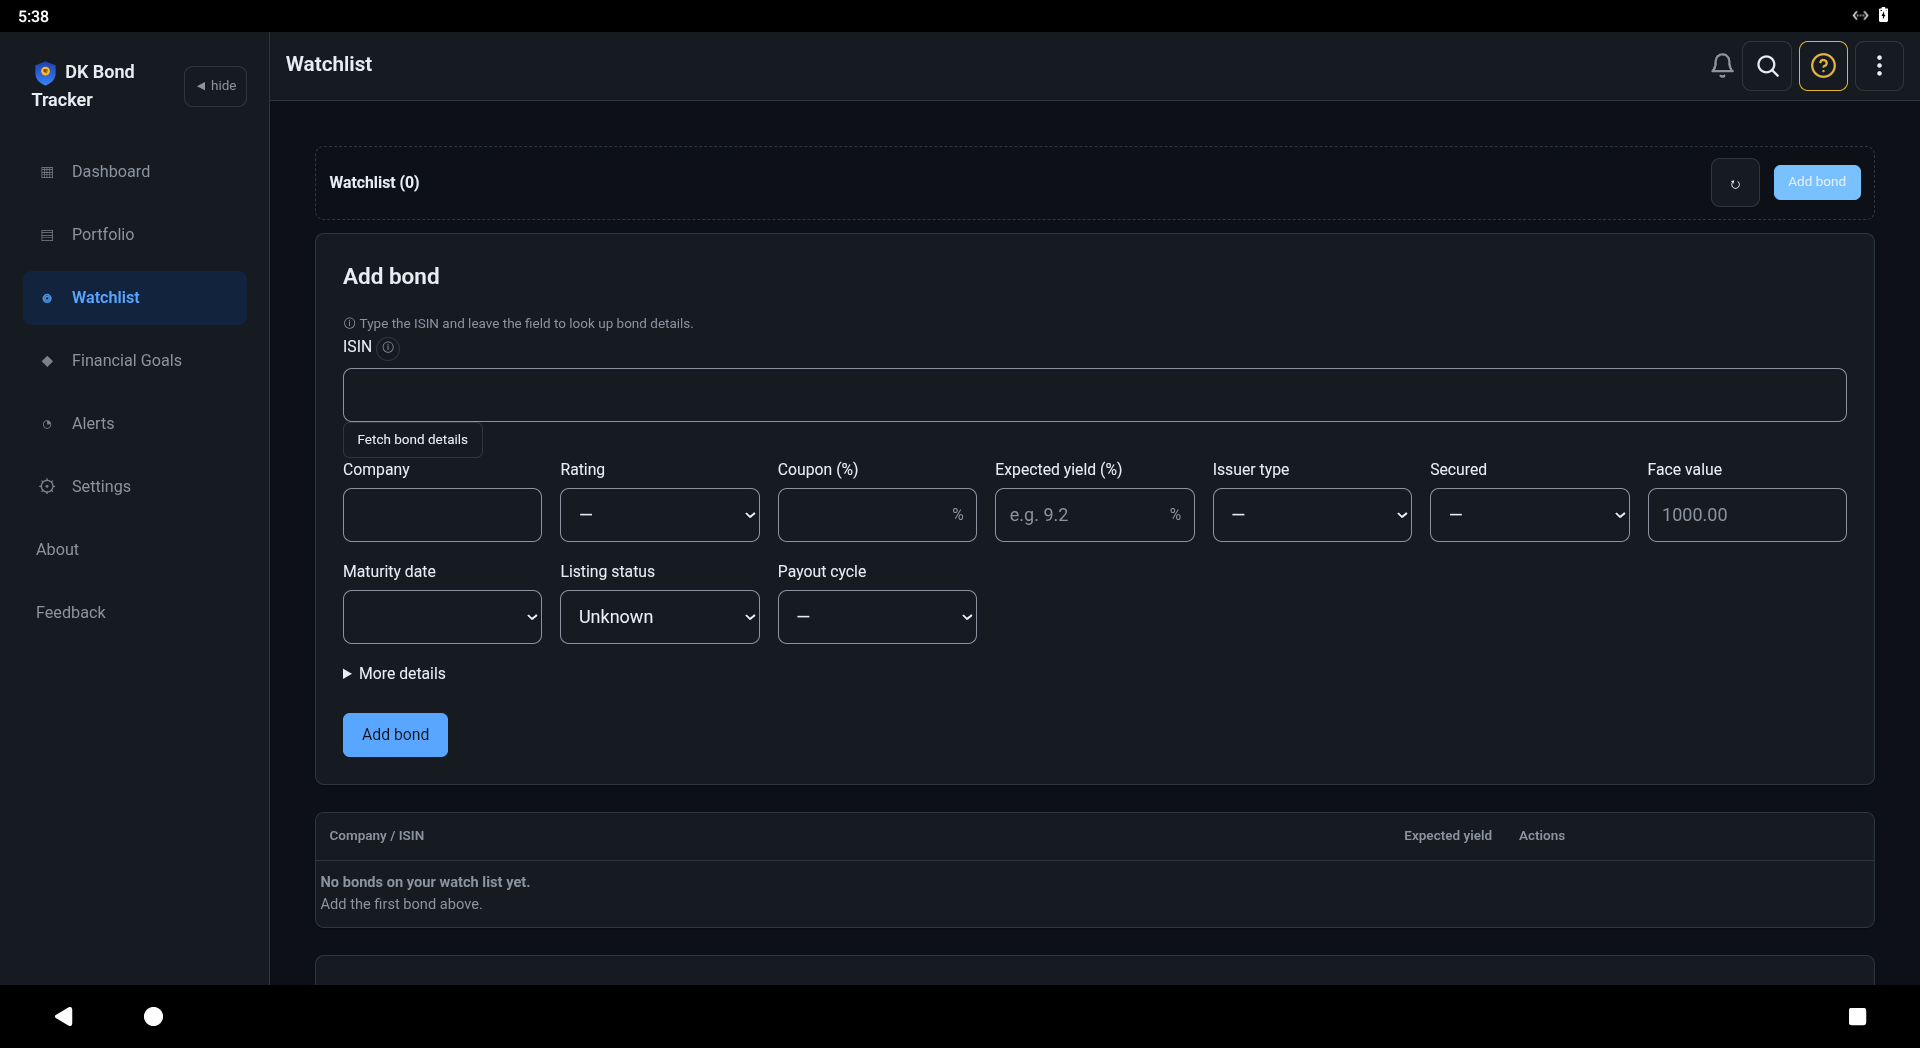 5:38
DK Bond
Tracker
◄ hide
Watchlist
Dashboard
Portfolio
Watchlist
Financial Goals
Alerts
Settings
About
Feedback
Watchlist (0)
Add bond
Add bond
ⓘ Type the ISIN and leave the field to look up bond details.
ISIN ⓘ
Fetch bond details
Company
Rating
Coupon (%)
Expected yield (%)
Issuer type
Secured
Face value
—
%
e.g. 9.2
%
—
—
1000.00
Maturity date
Listing status
Payout cycle
Unknown
—
▶ More details
Add bond
Company / ISIN
Expected yield
Actions
No bonds on your watch list yet.
Add the first bond above.